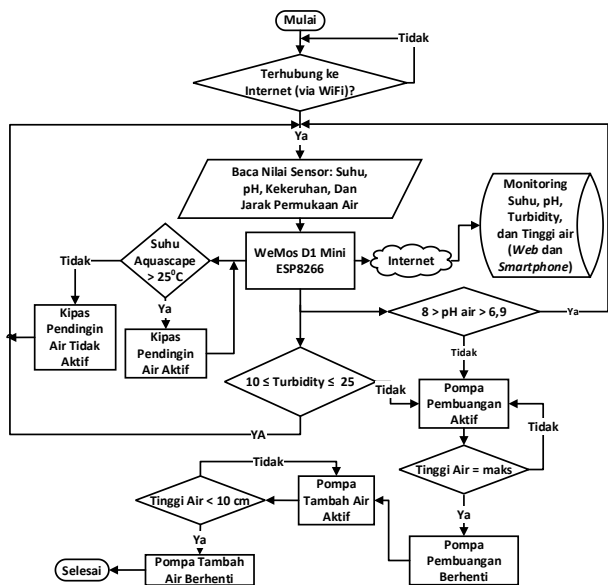 Mulai
Tidak
Terhubung ke
Internet (via WiFi)?
Ya
Baca Nilai Sensor: Suhu,
pH, Kekeruhan, Dan
Jarak Permukaan Air
Monitoring
Suhu, pH,
Turbidity,
dan Tinggi air
(Web dan
Smartphone)
Suhu
Aquascape
> 25⁰C
Tidak
Ya
WeMos D1 Mini
ESP8266
Internet
Kipas
Pendingin
Air Tidak
Aktif
Kipas
Pendingin
Air Aktif
8 > pH air > 6,9
Ya
Tidak
10 ≤ Turbidity ≤ 25
Tidak
YA
Pompa
Pembuangan
Aktif
Tidak
Tinggi Air = maks
Ya
Tidak
Tinggi Air < 10 cm
Pompa
Tambah Air
Aktif
Ya
Pompa
Pembuangan
Berhenti
Selesai
Pompa Tambah
Air Berhenti